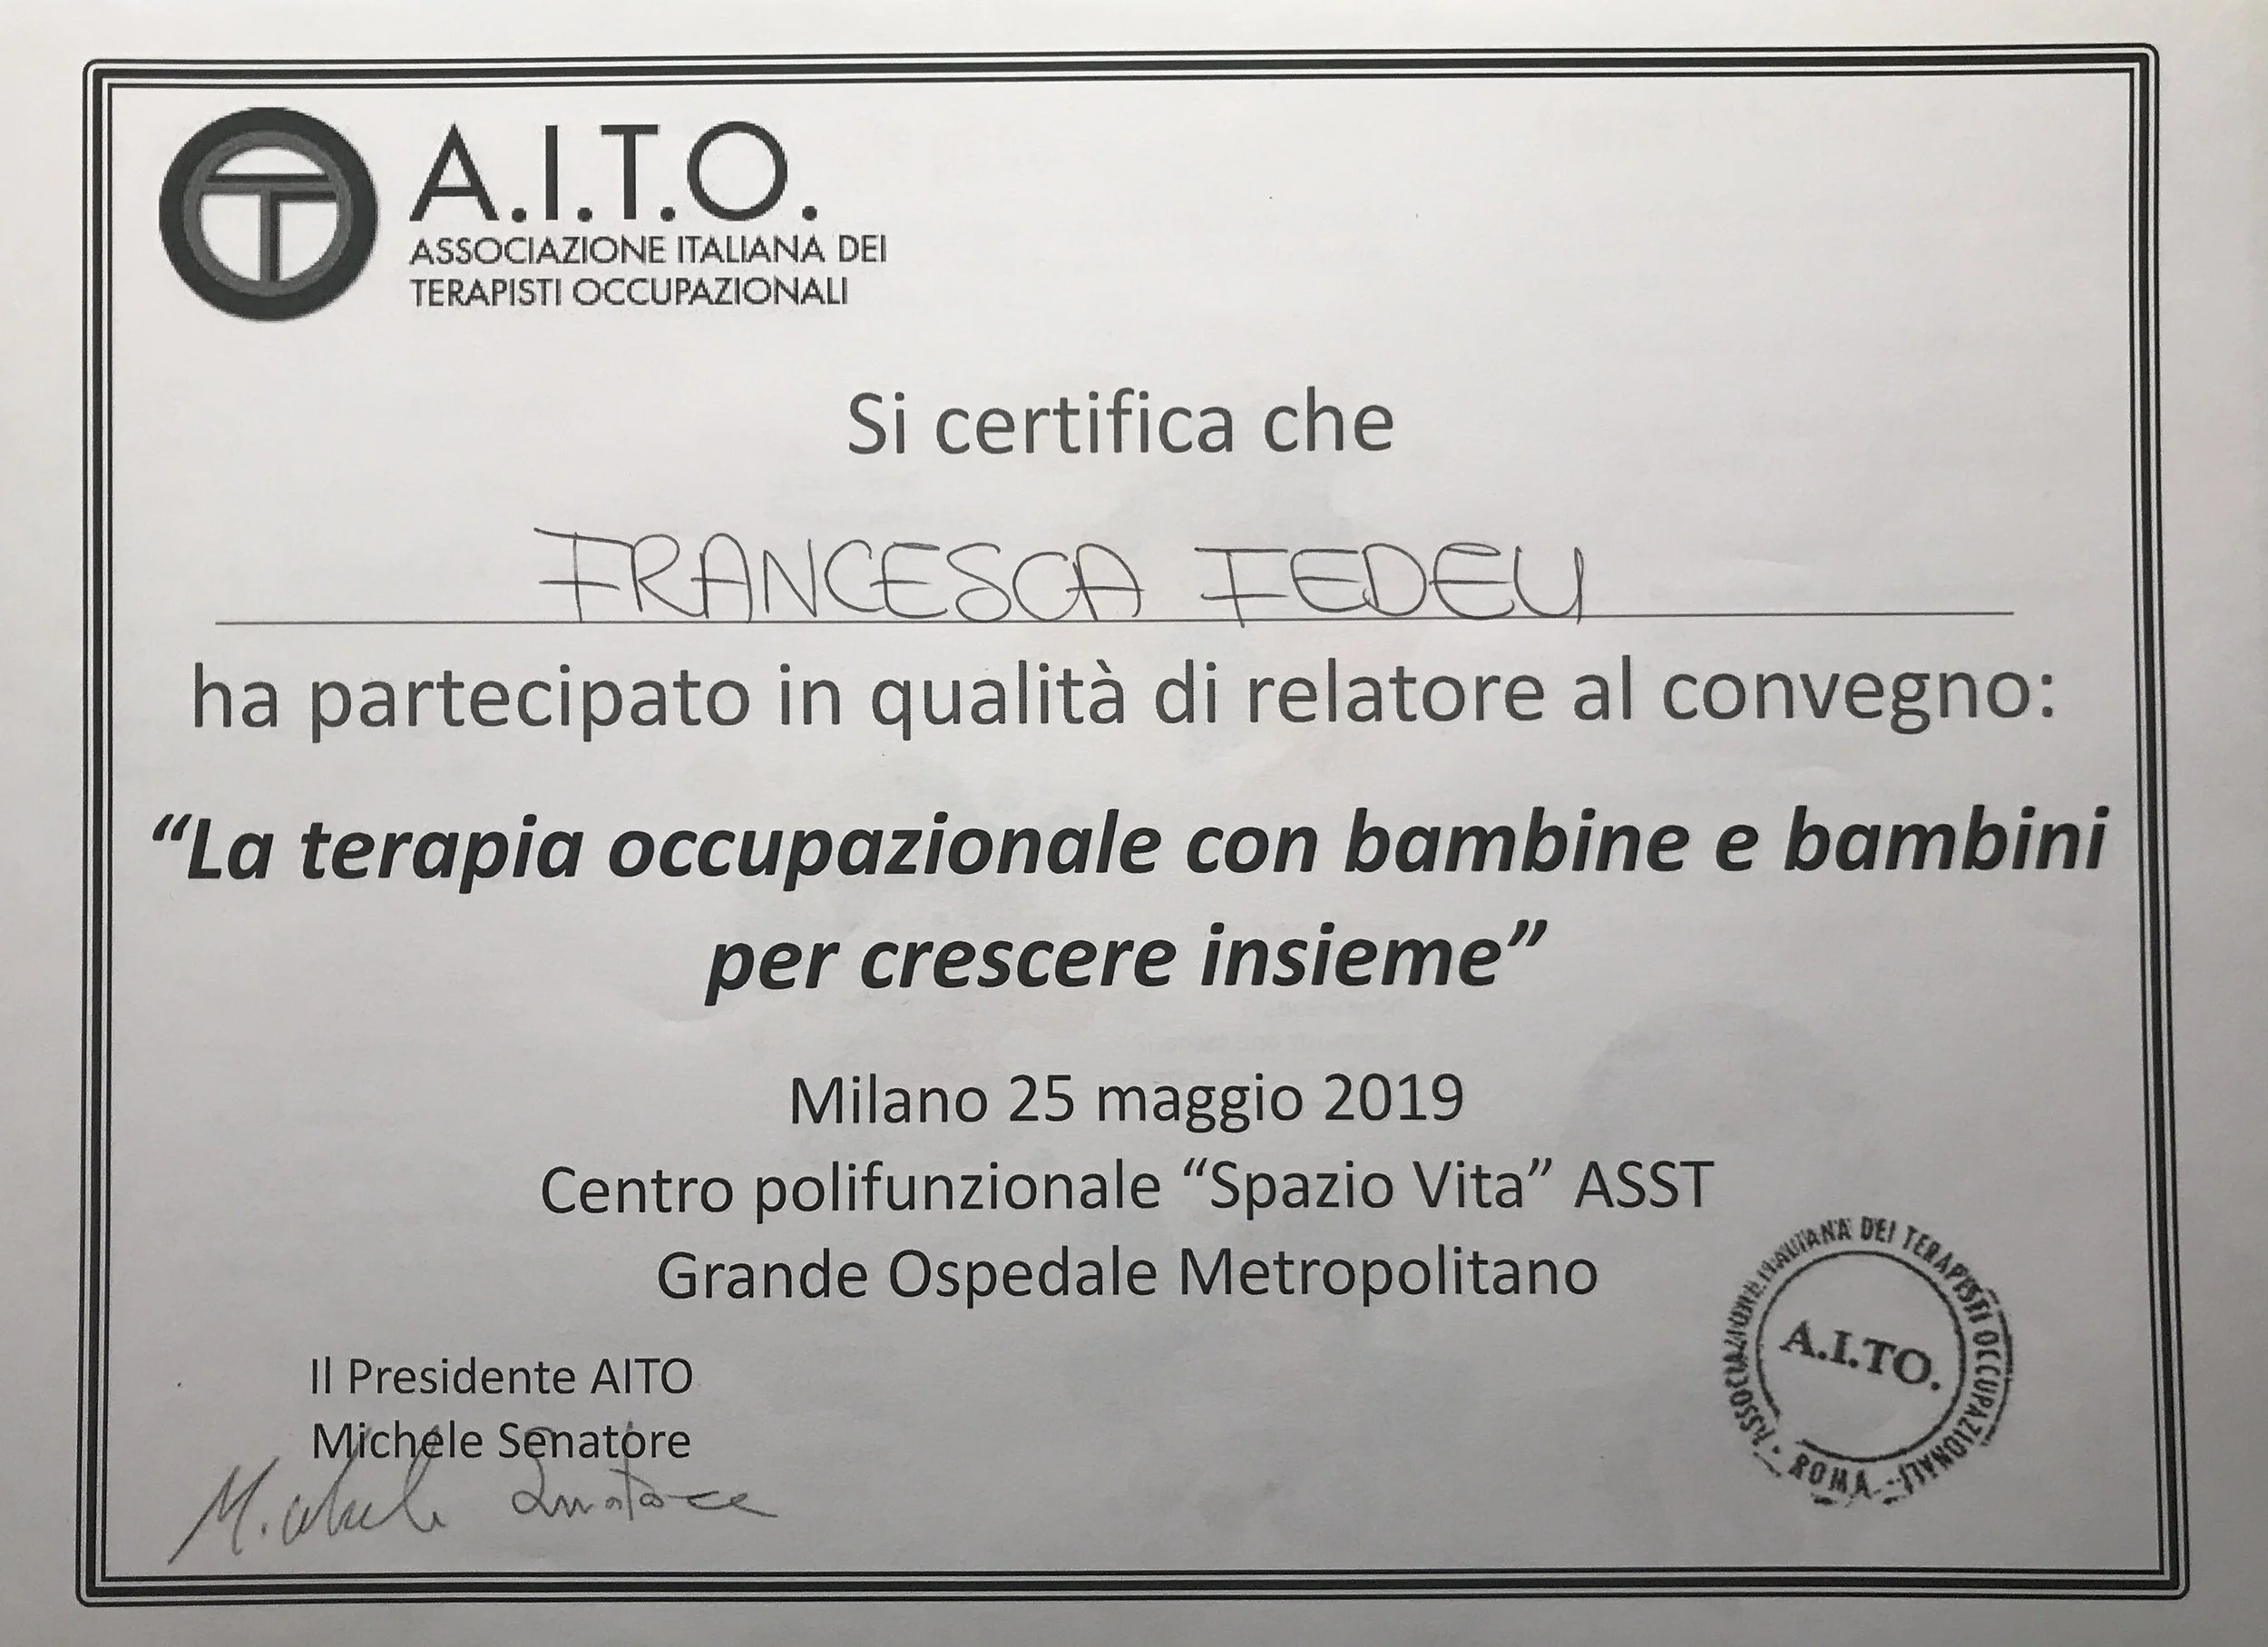 A.I.T.O.
ASSOCIAZIONE ITALIANA DEI
TERAPISTI OCCUPAZIONALI
Si certifica che
FRANCESCA FEDELI
ha partecipato in qualità di relatore al convegno:
“La terapia occupazionale con bambine e bambini
per crescere insieme”
Milano 25 maggio 2019
Centro polifunzionale “Spazio Vita” ASST
Grande Ospedale Metropolitano
Il Presidente AITO
Michele Senatore
Michele Senatore
ASSOCIAZIONE ITALIANA DEI TERAPISTI OCCUPAZIONALI - ROMA -
A.I.TO.